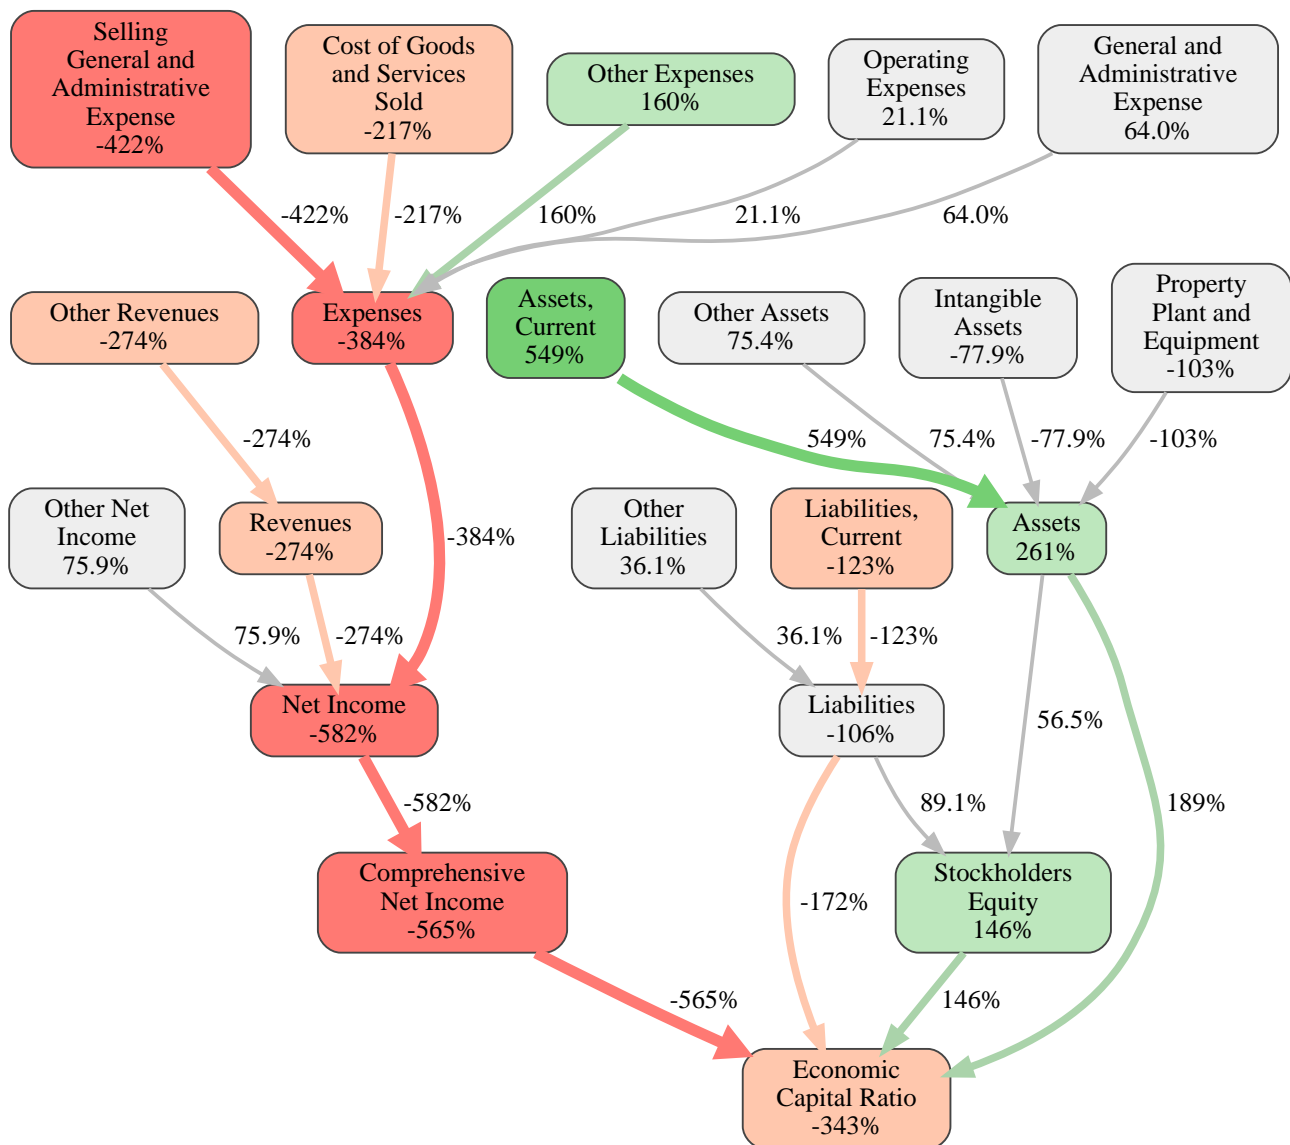 Selling
General and
Administrative
Expense
-422%
Cost of Goods
and Services
Sold
-217%
Other Expenses
160%
Operating
Expenses
21.1%
General and
Administrative
Expense
64.0%
-422%
-217%
160%
21.1%
64.0%
Other Revenues
-274%
Expenses
-384%
Assets,
Current
549%
Other Assets
75.4%
Intangible
Assets
-77.9%
Property
Plant and
Equipment
-103%
-274%
549%
75.4%
-77.9%
-103%
Other Net
Income
75.9%
Revenues
-274%
-384%
Other
Liabilities
36.1%
Liabilities,
Current
-123%
Assets
261%
75.9%
-274%
36.1%
-123%
Net Income
-582%
Liabilities
-106%
56.5%
-582%
89.1%
189%
Comprehensive
Net Income
-565%
-172%
Stockholders
Equity
146%
-565%
146%
Economic
Capital Ratio
-343%